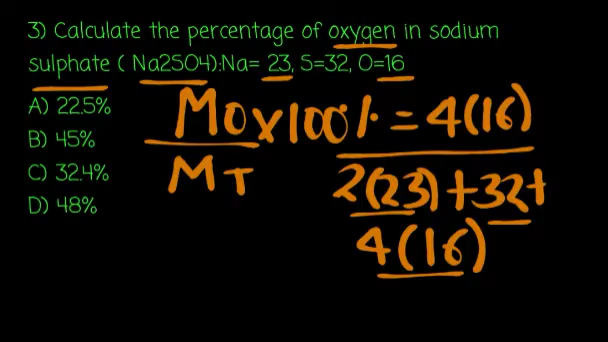 3) Calculate the percentage of oxygen in sodium
sulphate ( Na2SO4):Na= 23, S=32, O=16
A) 22.5%
B) 45%
C) 32.4%
D) 48%
MO x 100% = 4(16)
MT
2(23) + 32 +
4(16)